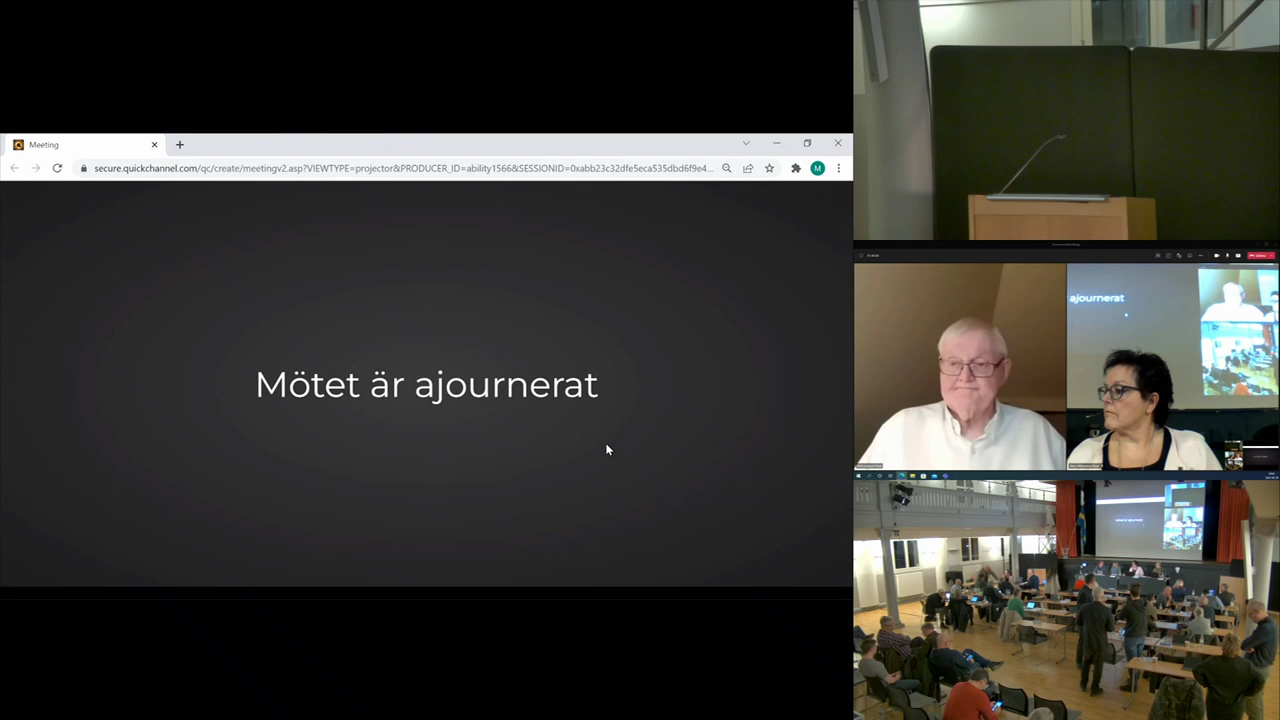 Meeting
secure.quickchannel.com/qc/create/meetingv2.asp?VIEWTYPE=projector&PRODUCER_ID=ability1566&SESSIONID=0xabb23c32dfe5eca535dbd6f9e4...
M
Mötet är ajournerat
ajournerat